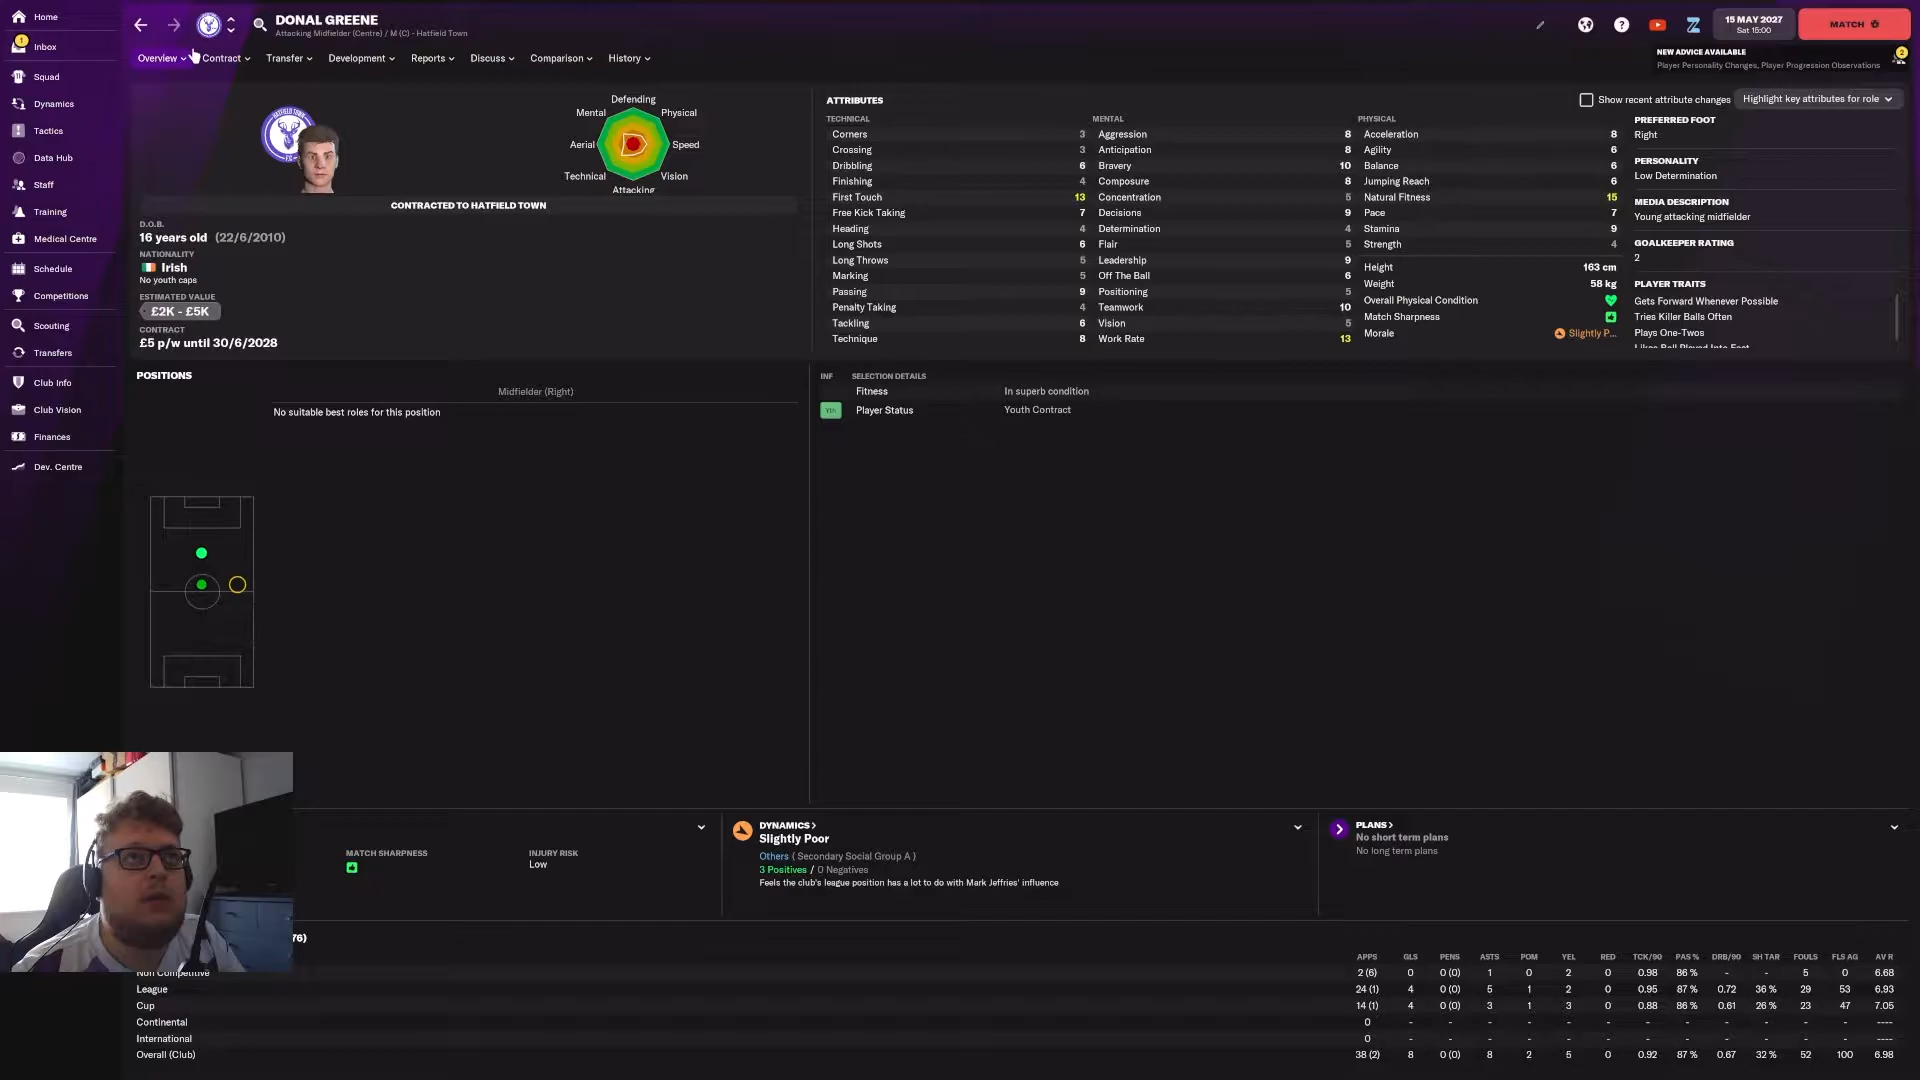 Home
1
Inbox
Squad
Dynamics
Tactics
Data Hub
Staff
Training
Medical Centre
Schedule
Competitions
Scouting
Transfers
Club Info
Club Vision
Finances
Dev. Centre
DONAL GREENE
Attacking Midfielder (Centre) / M (C) - Hatfield Town
15 MAY 2027
Sat 15:00
MATCH
Overview
Contract
Transfer
Development
Reports
Discuss
Comparison
History
NEW ADVICE AVAILABLE
Player Personality Changes, Player Progression Observations
2
Defending
Mental
Physical
Aerial
Speed
Technical
Vision
Attacking
CONTRACTED TO HATFIELD TOWN
D.O.B.
16 years old (22/6/2010)
NATIONALITY
Irish
No youth caps
ESTIMATED VALUE
£2K - £5K
CONTRACT
£5 p/w until 30/6/2028
ATTRIBUTES
Show recent attribute changes
Highlight key attributes for role
TECHNICAL
Corners 3
Crossing 3
Dribbling 6
Finishing 4
First Touch 13
Free Kick Taking 7
Heading 4
Long Shots 6
Long Throws 5
Marking 5
Passing 9
Penalty Taking 4
Tackling 6
Technique 8
MENTAL
Aggression 8
Anticipation 8
Bravery 10
Composure 8
Concentration 5
Decisions 9
Determination 4
Flair 5
Leadership 9
Off The Ball 6
Positioning 5
Teamwork 10
Vision 5
Work Rate 13
PHYSICAL
Acceleration 8
Agility 6
Balance 6
Jumping Reach 6
Natural Fitness 15
Pace 7
Stamina 9
Strength 4
Height 163 cm
Weight 58 kg
Overall Physical Condition
Match Sharpness
Morale Slightly P...
PREFERRED FOOT
Right
PERSONALITY
Low Determination
MEDIA DESCRIPTION
Young attacking midfielder
GOALKEEPER RATING
2
PLAYER TRAITS
Gets Forward Whenever Possible
Tries Killer Balls Often
Plays One-Twos
Likes Ball Played Into Feet
POSITIONS
Midfielder (Right)
No suitable best roles for this position
INF SELECTION DETAILS
Fitness In superb condition
Yth Player Status Youth Contract
MATCH SHARPNESS
INJURY RISK
Low
DYNAMICS >
Slightly Poor
Others ( Secondary Social Group A )
3 Positives / 0 Negatives
Feels the club's league position has a lot to do with Mark Jeffries' influence
PLANS >
No short term plans
No long term plans
76)
APPS GLS PENS ASTS POM YEL RED TCK/90 PAS % DRB/90 SH TAR FOULS FLS AG AV R
Non Competitive 2 (6) 0 0 (0) 1 0 2 0 0.98 86 % - - 5 0 6.68
League 24 (1) 4 0 (0) 5 1 2 0 0.95 87 % 0.72 36 % 29 53 6.93
Cup 14 (1) 4 0 (0) 3 1 3 0 0.88 86 % 0.61 26 % 23 47 7.05
Continental 0 - - - - - - - - - - - - ----
International 0 - - - - - - - - - - - - ----
Overall (Club) 38 (2) 8 0 (0) 8 2 5 0 0.92 87 % 0.67 32 % 52 100 6.98